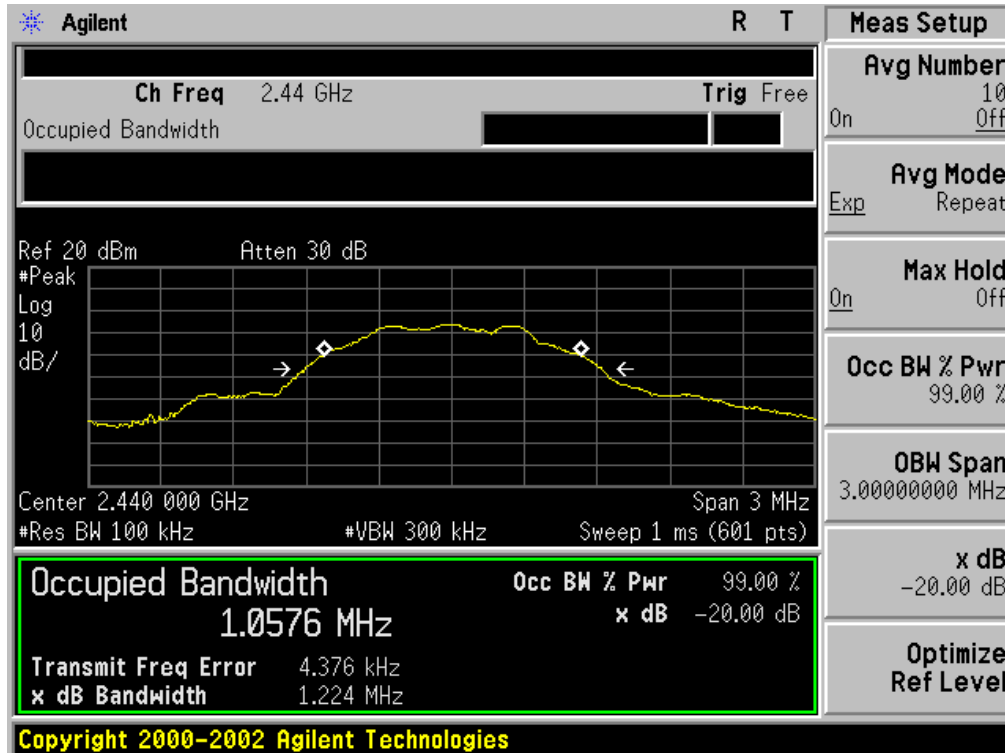 Agilent R T
Ch Freq 2.44 GHz Trig Free
Occupied Bandwidth
Ref 20 dBm Atten 30 dB
#Peak
Log
10
dB/
Center 2.440 000 GHz Span 3 MHz
#Res BW 100 kHz #VBW 300 kHz Sweep 1 ms (601 pts)
Occupied Bandwidth Occ BW % Pwr 99.00 %
1.0576 MHz x dB -20.00 dB
Transmit Freq Error 4.376 kHz
x dB Bandwidth 1.224 MHz
Copyright 2000-2002 Agilent Technologies
Meas Setup
Avg Number
10
On Off
Avg Mode
Exp Repeat
Max Hold
On Off
Occ BW % Pwr
99.00 %
OBW Span
3.00000000 MHz
x dB
-20.00 dB
Optimize
Ref Level